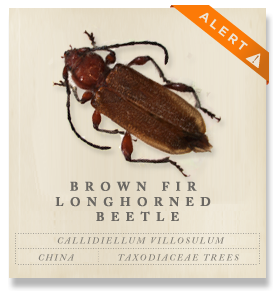 ALERT
BROWN FIR
LONGHORNED
BEETLE
CALLIDIELLUM VILLOSULUM
CHINA TAXODIACEAE TREES